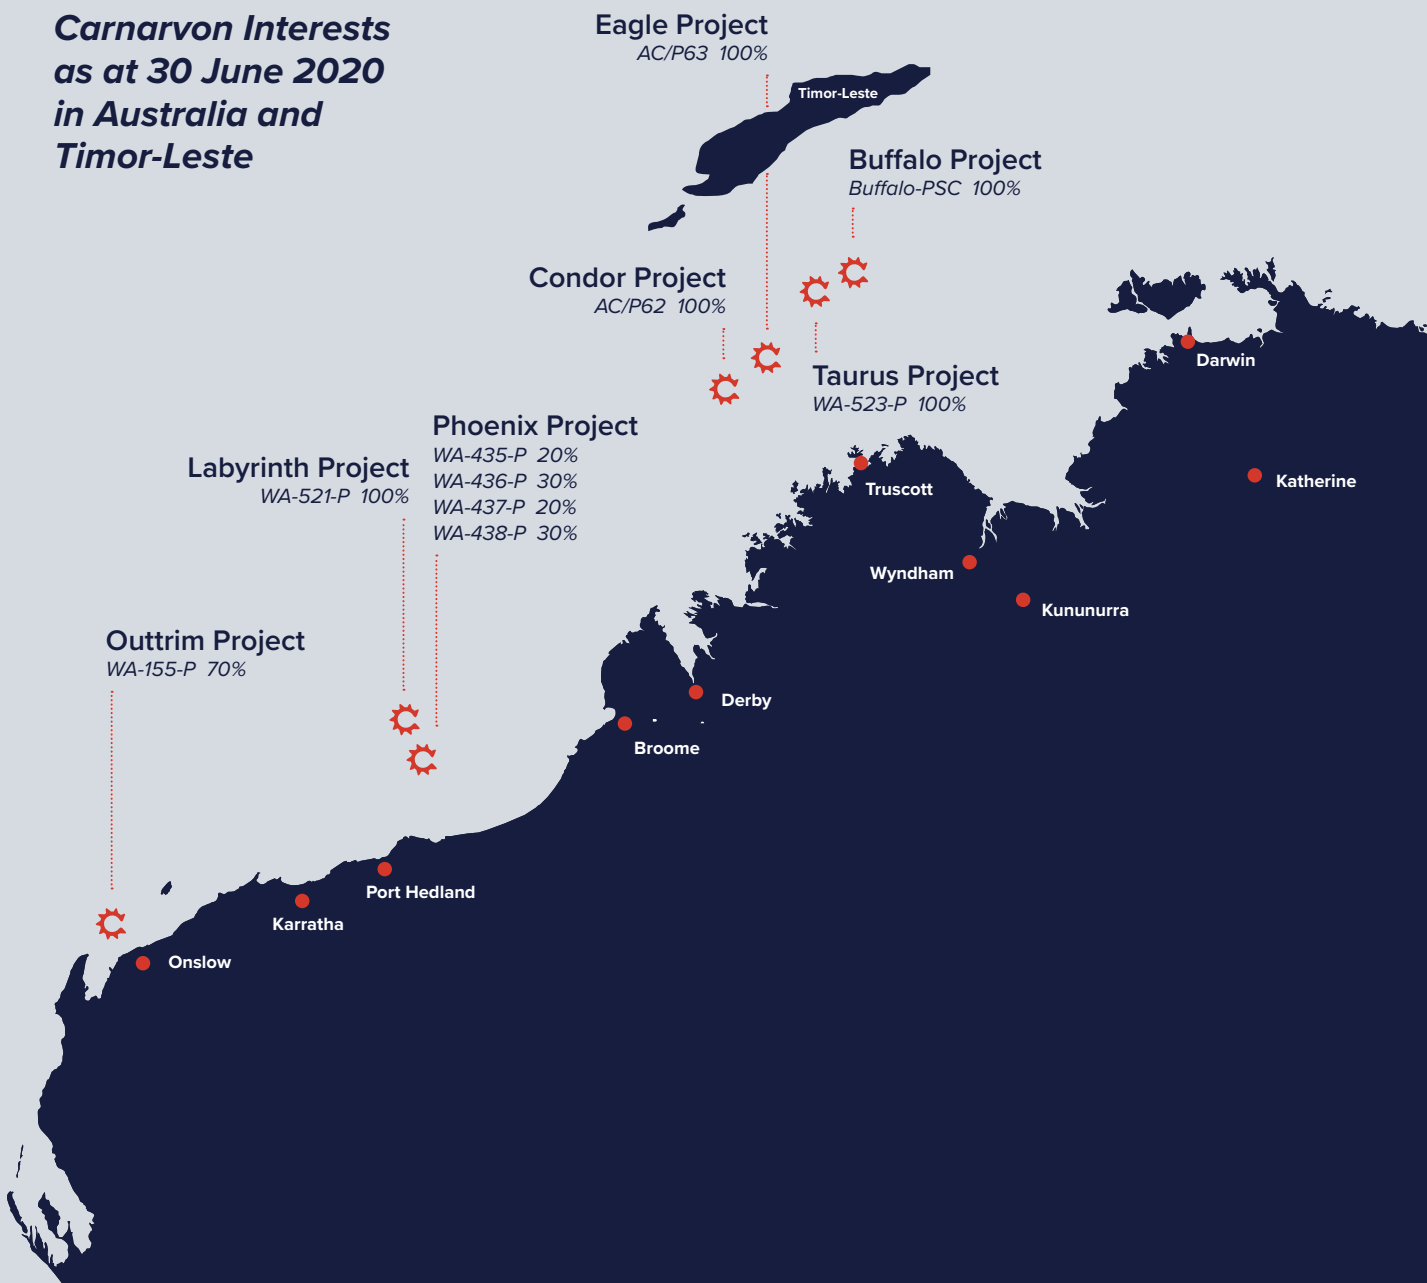 Carnarvon Interests
as at 30 June 2020
in Australia and
Timor-Leste
Eagle Project
AC/P63 100%
Timor-Leste
Buffalo Project
Buffalo-PSC 100%
Condor Project
AC/P62 100%
Taurus Project
WA-523-P 100%
Phoenix Project
WA-435-P 20%
WA-436-P 30%
WA-437-P 20%
WA-438-P 30%
Labyrinth Project
WA-521-P 100%
Outtrim Project
WA-155-P 70%
Darwin
Katherine
Truscott
Wyndham
Kununurra
Derby
Broome
Port Hedland
Karratha
Onslow